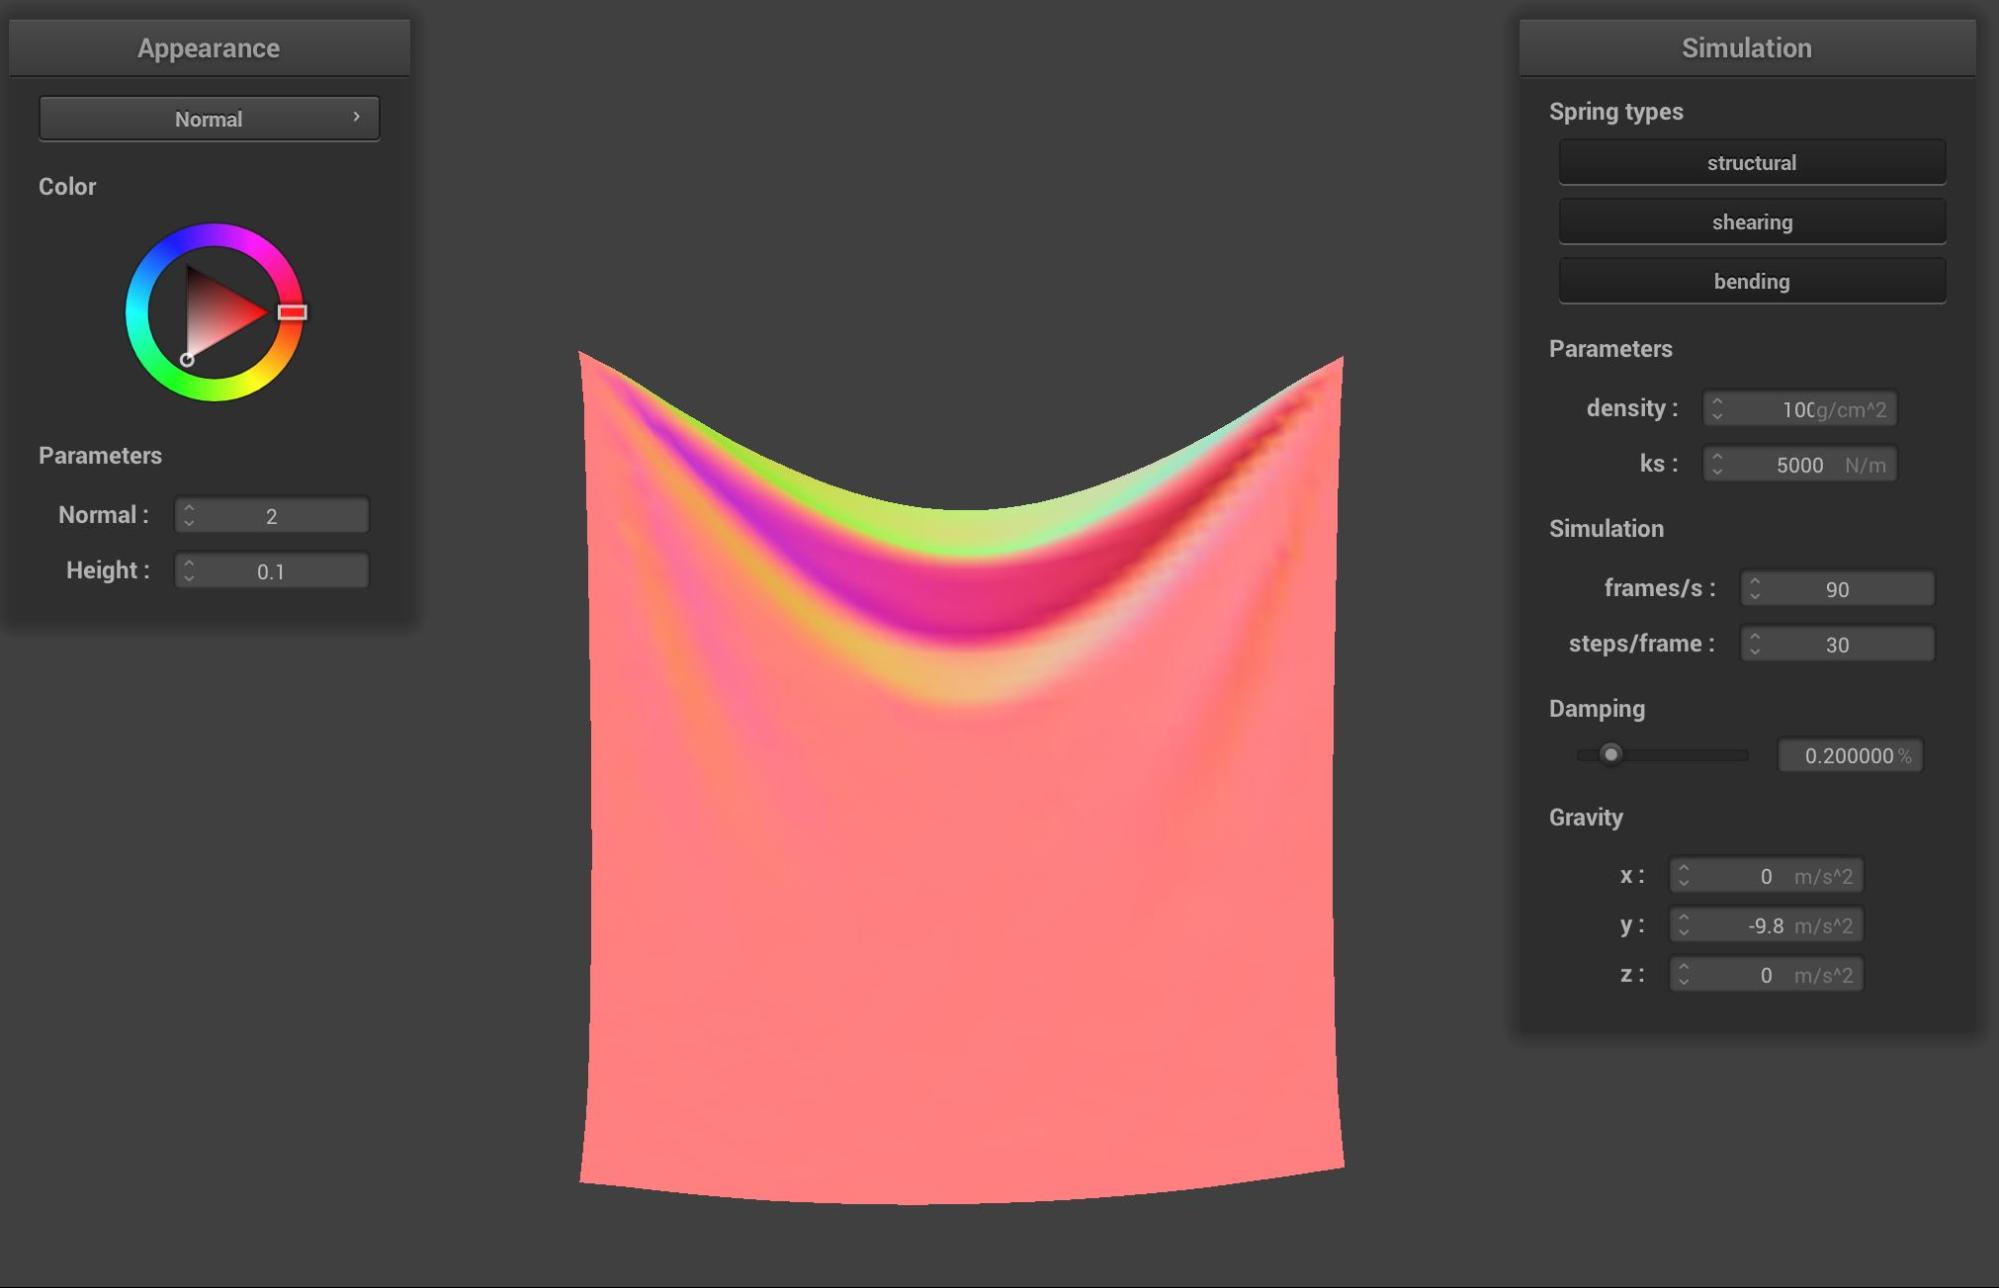 Appearance
Normal
Color
Parameters
Normal : 2
Height : 0.1
Simulation
Spring types
structural
shearing
bending
Parameters
density : 100g/cm^2
ks : 5000 N/m
Simulation
frames/s : 90
steps/frame : 30
Damping
0.200000 %
Gravity
x : 0 m/s^2
y : -9.8 m/s^2
z : 0 m/s^2